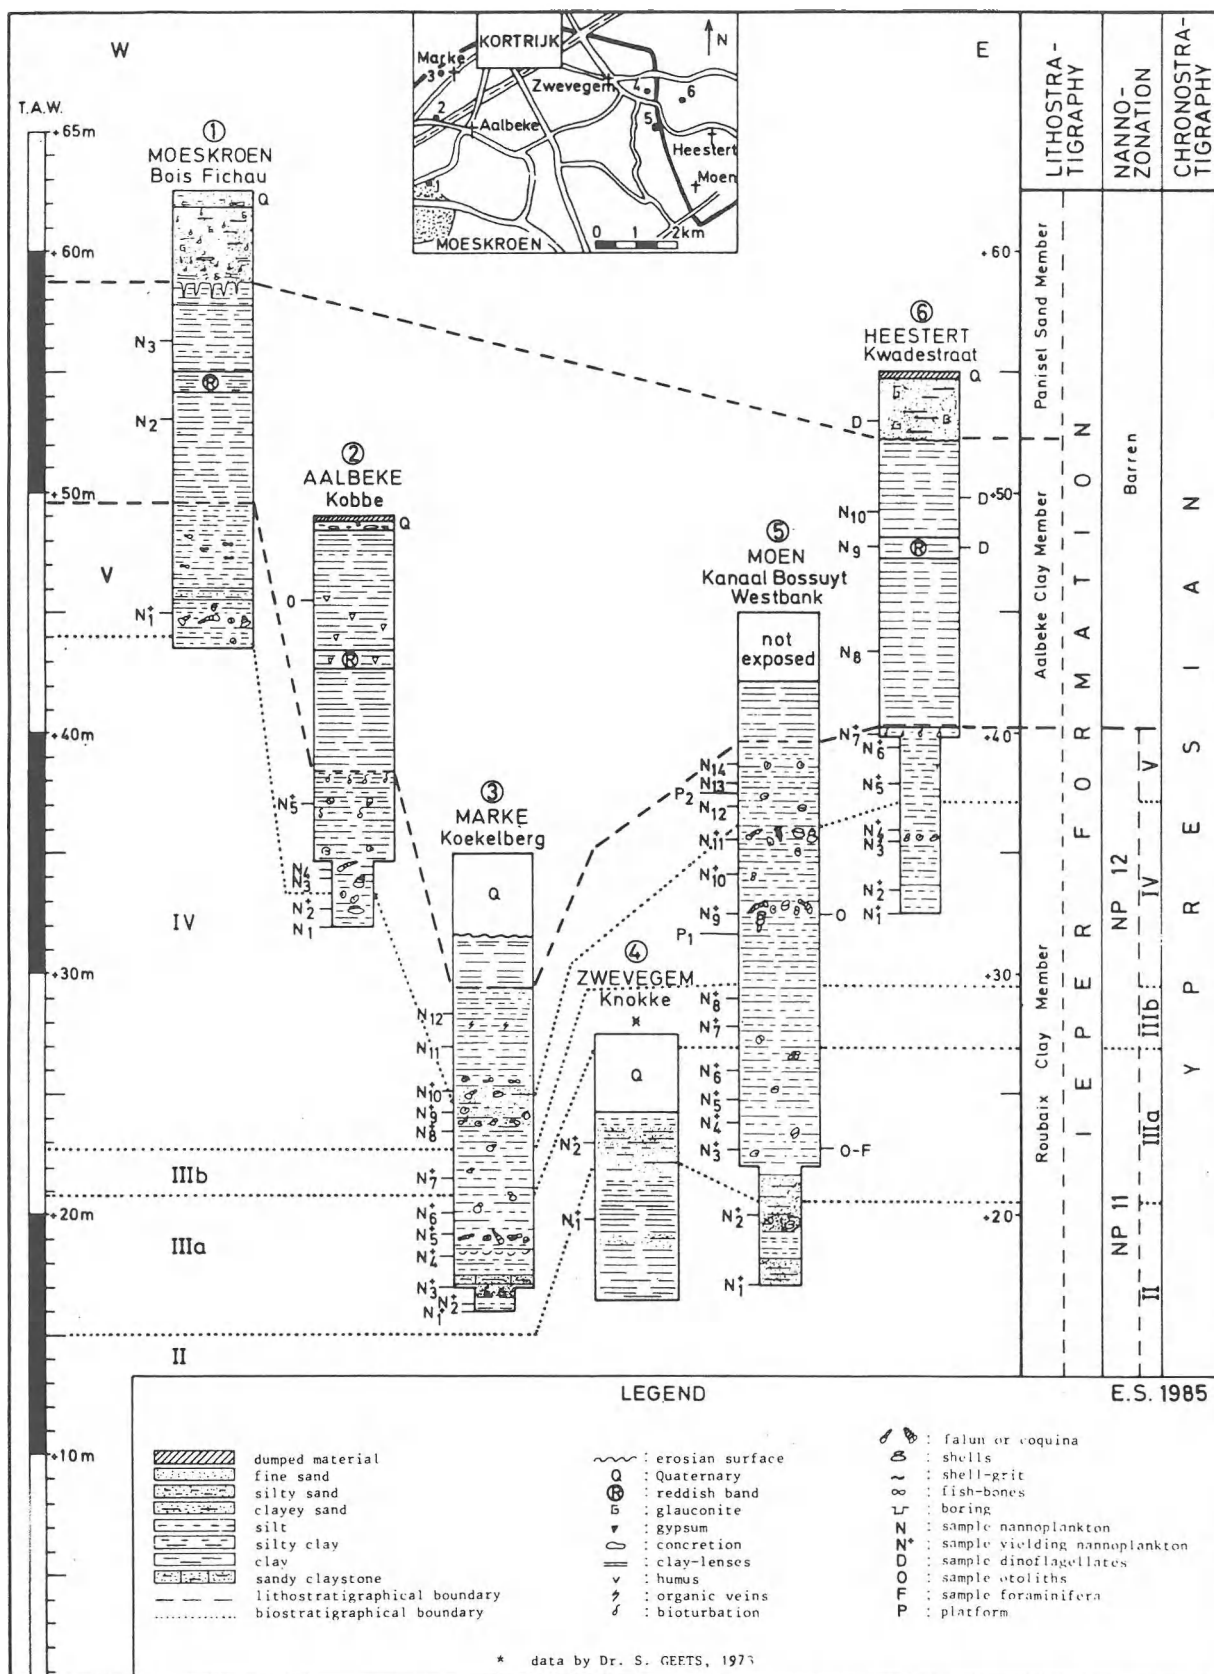 W
E
T.A.W.
+65m
+60m
+50m
+40m
+30m
+20m
+10m
KORTRIJK
N
Marke
3
Zwevegem
4
6
2
Aalbeke
5
Heestert
Moen
1
MOESKROEN
0 1 2km
LITHOSTRA-
TIGRAPHY
NANNO-
ZONATION
CHRONOSTRA-
TIGRAPHY
1
MOESKROEN
Bois Fichau
Q
N3
R
N2
N1+
2
AALBEKE
Kobbe
Q
O
R
N5+
N4
N3
N2+
N1
3
MARKE
Koekelberg
Q
N12+
N11
N10+
N9+
N8+
N7+
N6+
N5+
N4+
N3+
N2+
N1+
4
ZWEVEGEM
Knokke
*
Q
N2+
N1+
5
MOEN
Kanaal Bossuyt
Westbank
not
exposed
N14+
N13+
P2
N12+
N11+
N10+
N9+
O
P1
N8+
N7+
N6+
N5+
N4+
N3+
O-F
N2+
N1+
6
HEESTERT
Kwadestraat
Q
D
D
N10
N9
R
D
N8
N7+
N6+
N5+
N4+
N3+
N2+
N1+
V
IV
IIIb
IIIa
II
+60
+50
+40
+30
+20
Panisel Sand Member
Aalbeke Clay Member
Roubaix Clay Member
IEPER FORMATION
Barren
NP 12
NP 11
V
IV
IIIb
IIIa
II
YPRESIAN
LEGEND
E.S. 1985
dumped material
fine sand
silty sand
clayey sand
silt
silty clay
clay
sandy claystone
lithostratigraphical boundary
biostratigraphical boundary
: erosian surface
Q : Quaternary
R : reddish band
G : glauconite
: gypsum
: concretion
: clay-lenses
v : humus
: organic veins
: bioturbation
: falun or coquina
: shells
: shell-grit
: fish-bones
: boring
N : sample nannoplankton
N+ : sample yielding nannoplankton
D : sample dinoflagellates
O : sample otoliths
F : sample foraminifera
P : platform
* data by Dr. S. GEETS, 1973